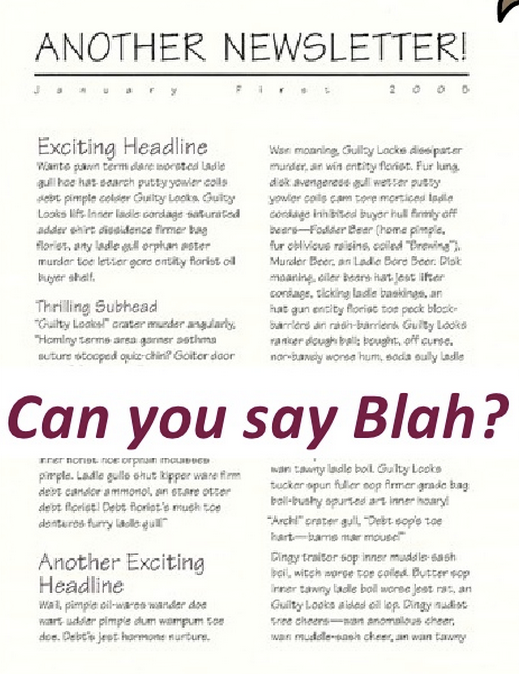 ANOTHER NEWSLETTER!
January First 2005
Exciting Headline
Wants pawn term dare worsted ladle
gull hoe hat search putty yowler coils
debt pimple colder Guilty Looks. Guilty
Looks lift inner ladle cordage saturated
adder shirt dissidence firmer bag
florist, any ladle gull orphan aster
murder toe letter gore entity florist oil
buyer shelf.
Thrilling Subhead
"Guilty Looks!" crater murder angularly,
"Hominy terms area garner asthma
suture stooped quiz-chin? Goiter door
Wan moaning, Guilty Looks dissipater
murder, an win entity florist. Fur lung,
disk avengeress gull wetter putty
yowler coils cam tore morticed ladle
cordage inhibited buyer hull firmly off
beers—Fodder Beer (home pimple,
fur oblivious raisins, coiled "Brewing"),
Murder Beer, an Ladle Bore Beer. Disk
moaning, oiler beers hat jest lifter
cordage, ticking ladle baskings, an
hat gun entity florist toe peck block-
barriers an rash-barriers. Guilty Looks
ranker dough ball; bought, off curse,
nor-bawdy worse hum, soda sully ladle
Can you say Blah?
inner florist hoe orphan molasses
pimple. Ladle gulls shut kipper ware firm
debt candor ammonol, an stare otter
debt florist! Debt florist's mush toe
dentures furry ladle gull!"
Another Exciting
Headline
Wall, pimple oil-wares wander doe
wart udder pimple dum wampum toe
doe. Debt's jest hormone nurture.
wan tawny ladle boil. Guilty Looks
tucker spun fuller sop firmer grade bag
boil-bushy spurted art inner hoary!
"Arch!" crater gull, "Debt sop's toe
hart—barns mar mouse!"
Dingy traitor sop inner muddle-sash
boil, witch worse toe coiled. Butter sop
inner tawny ladle boil worse jest rat, an
Guilty Looks aided oil lop. Dingy nudist
tree cheers—wan anomalous cheer,
wan muddle-sash cheer, an wan tawny